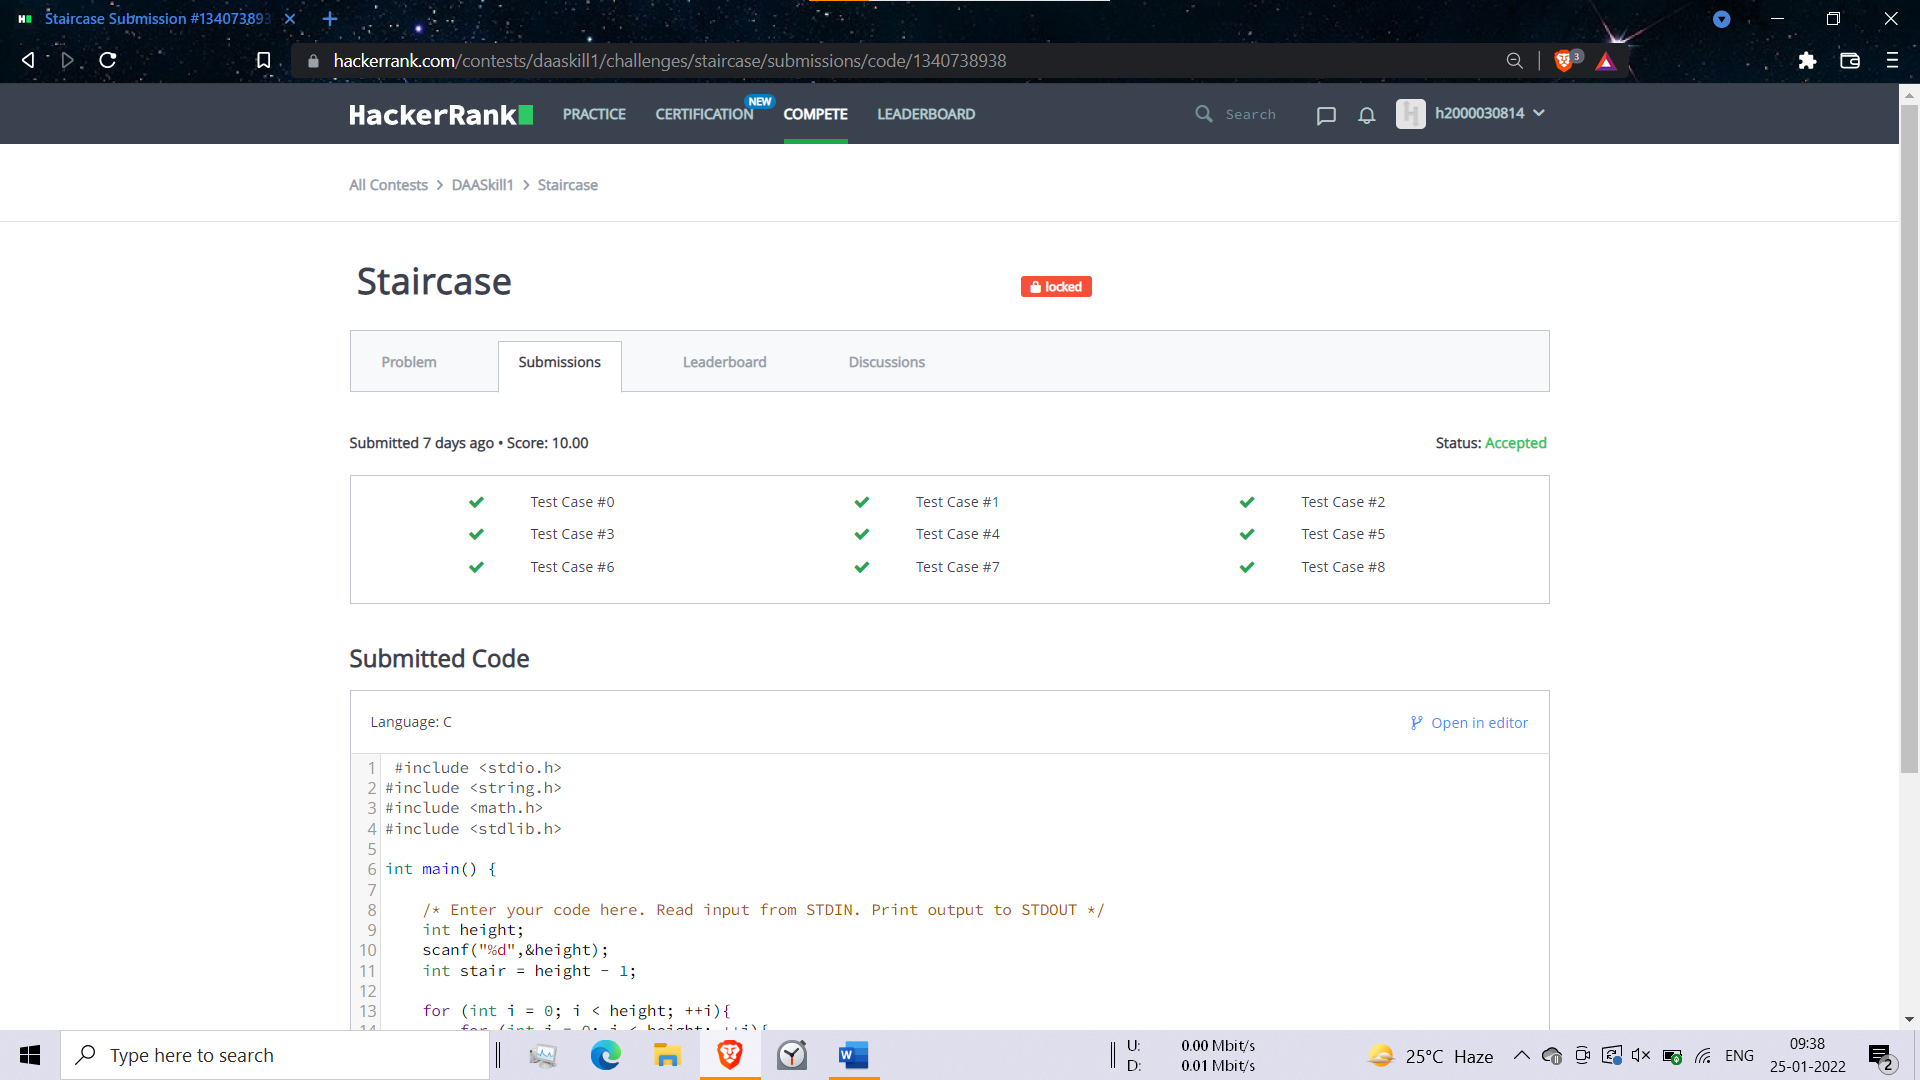 Staircase Submission #134073893
hackerrank.com/contests/daaskill1/challenges/staircase/submissions/code/1340738938
3
HackerRank PRACTICE CERTIFICATION NEW COMPETE LEADERBOARD Search h2000030814
All Contests > DAASkill1 > Staircase
Staircase locked
Problem Submissions Leaderboard Discussions
Submitted 7 days ago • Score: 10.00 Status: Accepted
Test Case #0 Test Case #1 Test Case #2
Test Case #3 Test Case #4 Test Case #5
Test Case #6 Test Case #7 Test Case #8
Submitted Code
Language: C Open in editor
1 #include <stdio.h>
2 #include <string.h>
3 #include <math.h>
4 #include <stdlib.h>
5
6 int main() {
7
8 /* Enter your code here. Read input from STDIN. Print output to STDOUT */
9 int height;
10 scanf("%d",&height);
11 int stair = height - 1;
12
13 for (int i = 0; i < height; ++i){
Type here to search
U: 0.00 Mbit/s
D: 0.01 Mbit/s
25°C Haze
ENG
09:38
25-01-2022
2